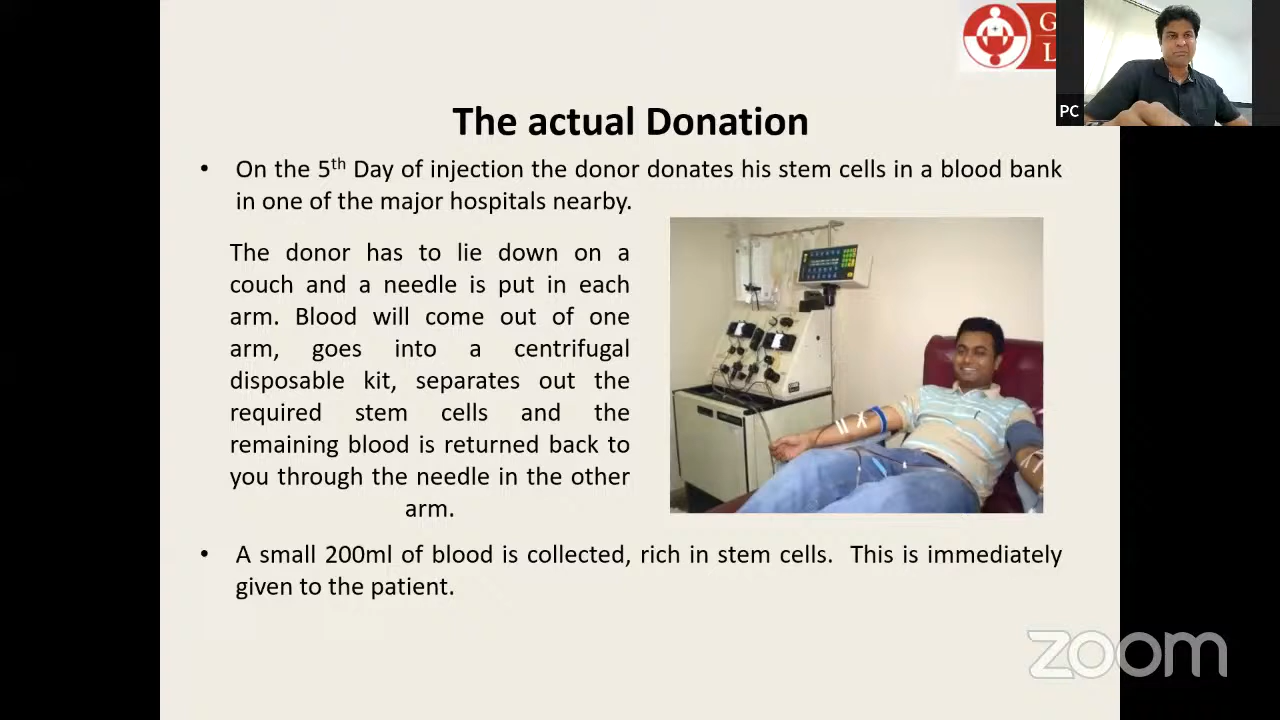 G
L
PC
The actual Donation
• On the 5th Day of injection the donor donates his stem cells in a blood bank
in one of the major hospitals nearby.
The donor has to lie down on a
couch and a needle is put in each
arm. Blood will come out of one
arm, goes into a centrifugal
disposable kit, separates out the
required stem cells and the
remaining blood is returned back to
you through the needle in the other
arm.
• A small 200ml of blood is collected, rich in stem cells. This is immediately
given to the patient.
zoom